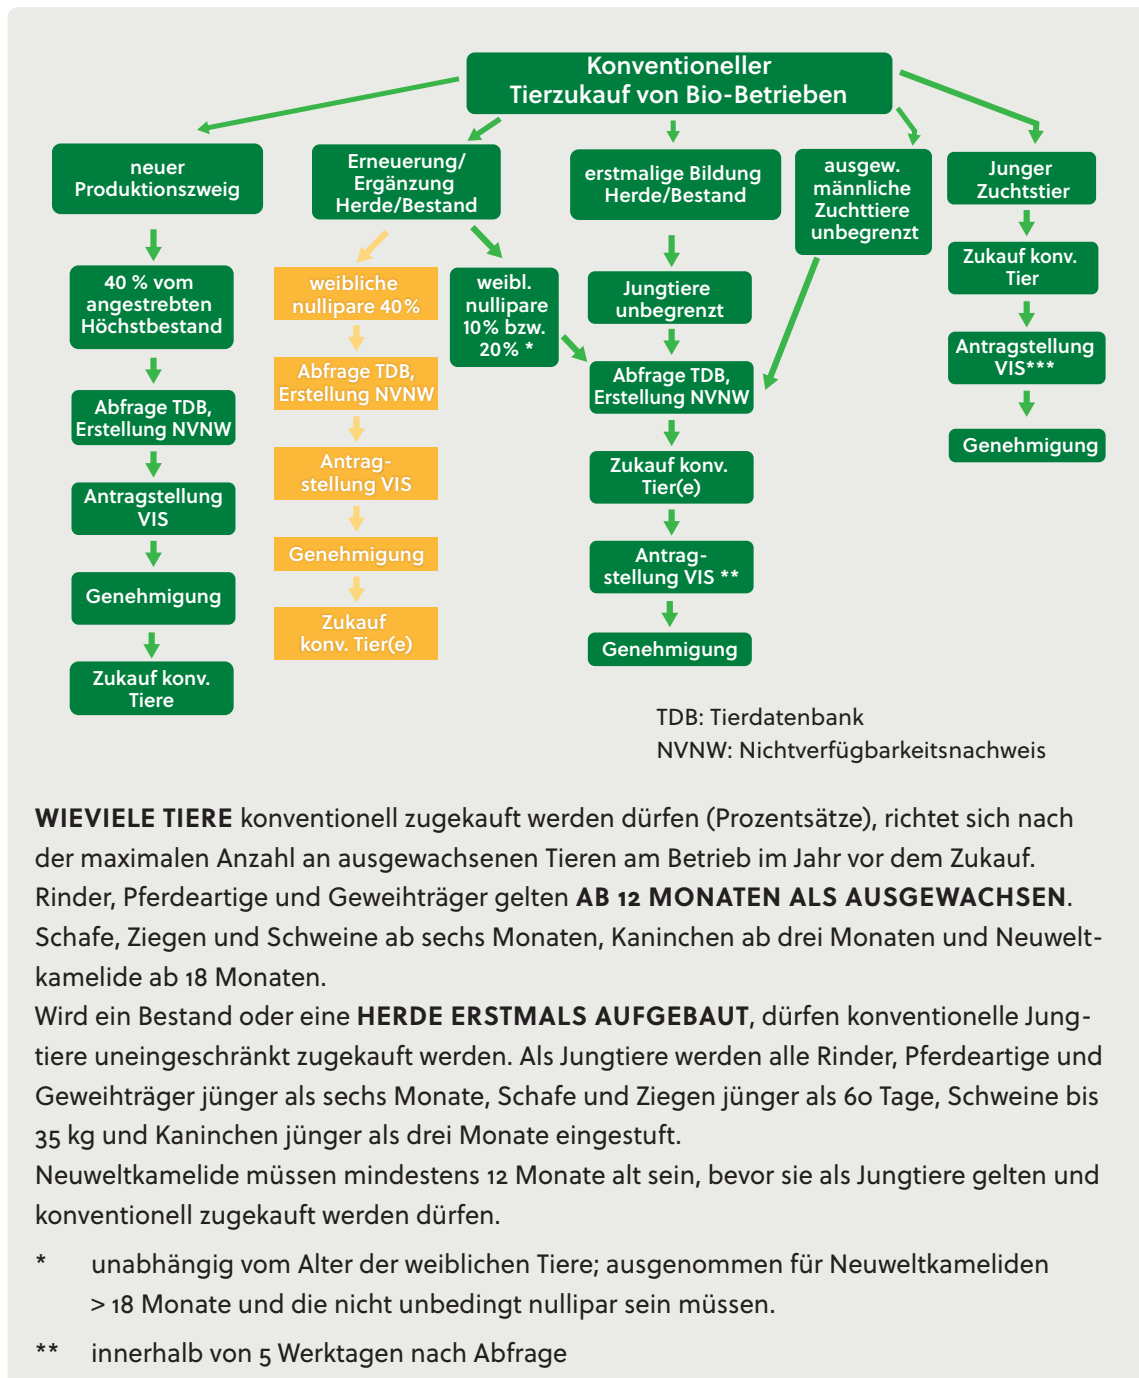 Konventioneller
Tierzukauf von Bio-Betrieben
neuer
Produktionszweig
40 % vom
angestrebten
Höchstbestand
Abfrage TDB,
Erstellung NVNW
Antragstellung
VIS
Genehmigung
Zukauf konv.
Tiere
Erneuerung/
Ergänzung
Herde/Bestand
weibliche
nullipare 40%
Abfrage TDB,
Erstellung NVNW
Antrag-
stellung VIS
Genehmigung
Zukauf
konv. Tier(e)
weibl.
nullipare
10% bzw.
20% *
erstmalige Bildung
Herde/Bestand
Jungtiere
unbegrenzt
Abfrage TDB,
Erstellung NVNW
Zukauf konv.
Tier(e)
Antrag-
stellung VIS **
Genehmigung
ausgew.
männliche
Zuchttiere
unbegrenzt
Junger
Zuchtstier
Zukauf konv.
Tier
Antragstellung
VIS***
Genehmigung
TDB: Tierdatenbank
NVNW: Nichtverfügbarkeitsnachweis
WIEVIELE TIERE konventionell zugekauft werden dürfen (Prozentsätze), richtet sich nach
der maximalen Anzahl an ausgewachsenen Tieren am Betrieb im Jahr vor dem Zukauf.
Rinder, Pferdeartige und Geweihträger gelten AB 12 MONATEN ALS AUSGEWACHSEN.
Schafe, Ziegen und Schweine ab sechs Monaten, Kaninchen ab drei Monaten und Neuwelt-
kamelide ab 18 Monaten.
Wird ein Bestand oder eine HERDE ERSTMALS AUFGEBAUT, dürfen konventionelle Jung-
tiere uneingeschränkt zugekauft werden. Als Jungtiere werden alle Rinder, Pferdeartige und
Geweihträger jünger als sechs Monate, Schafe und Ziegen jünger als 60 Tage, Schweine bis
35 kg und Kaninchen jünger als drei Monate eingestuft.
Neuweltkamelide müssen mindestens 12 Monate alt sein, bevor sie als Jungtiere gelten und
konventionell zugekauft werden dürfen.
* unabhängig vom Alter der weiblichen Tiere; ausgenommen für Neuweltkameliden
> 18 Monate und die nicht unbedingt nullipar sein müssen.
** innerhalb von 5 Werktagen nach Abfrage